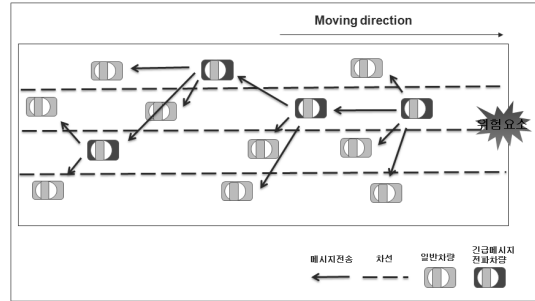 Moving direction
위험요소
메시지전송
차선
일반차량
긴급메시지
전파차량